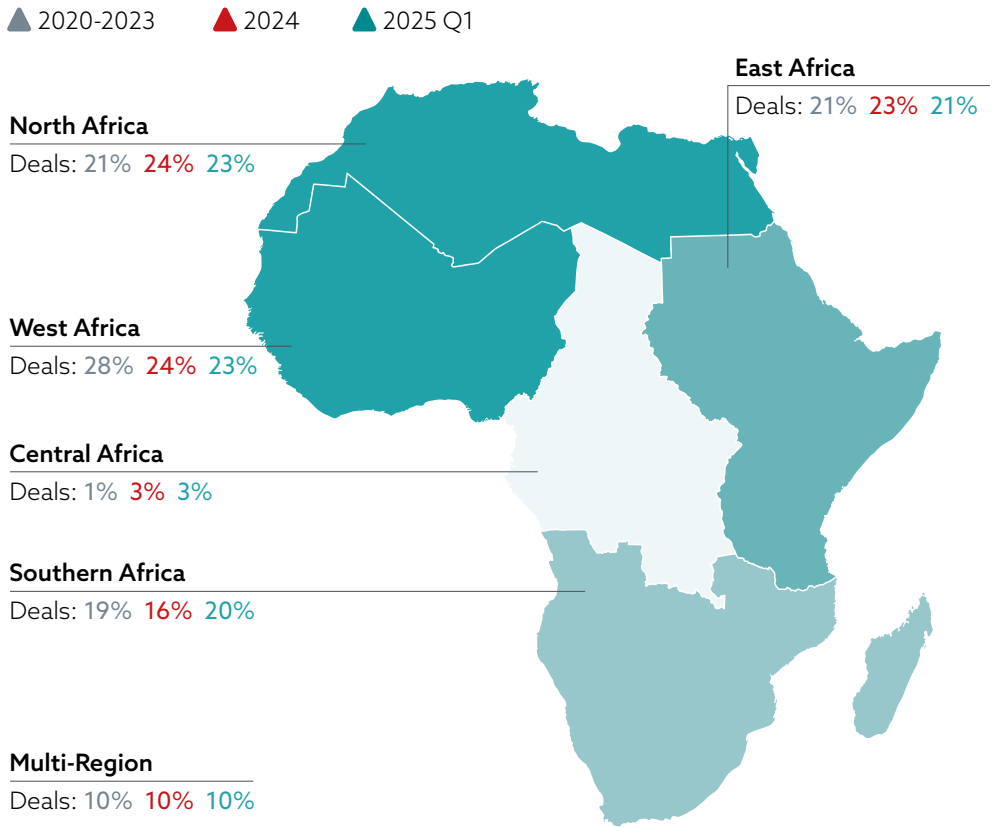 2020-2023 2024 2025 Q1
East Africa
Deals: 21% 23% 21%
North Africa
Deals: 21% 24% 23%
West Africa
Deals: 28% 24% 23%
Central Africa
Deals: 1% 3% 3%
Southern Africa
Deals: 19% 16% 20%
Multi-Region
Deals: 10% 10% 10%